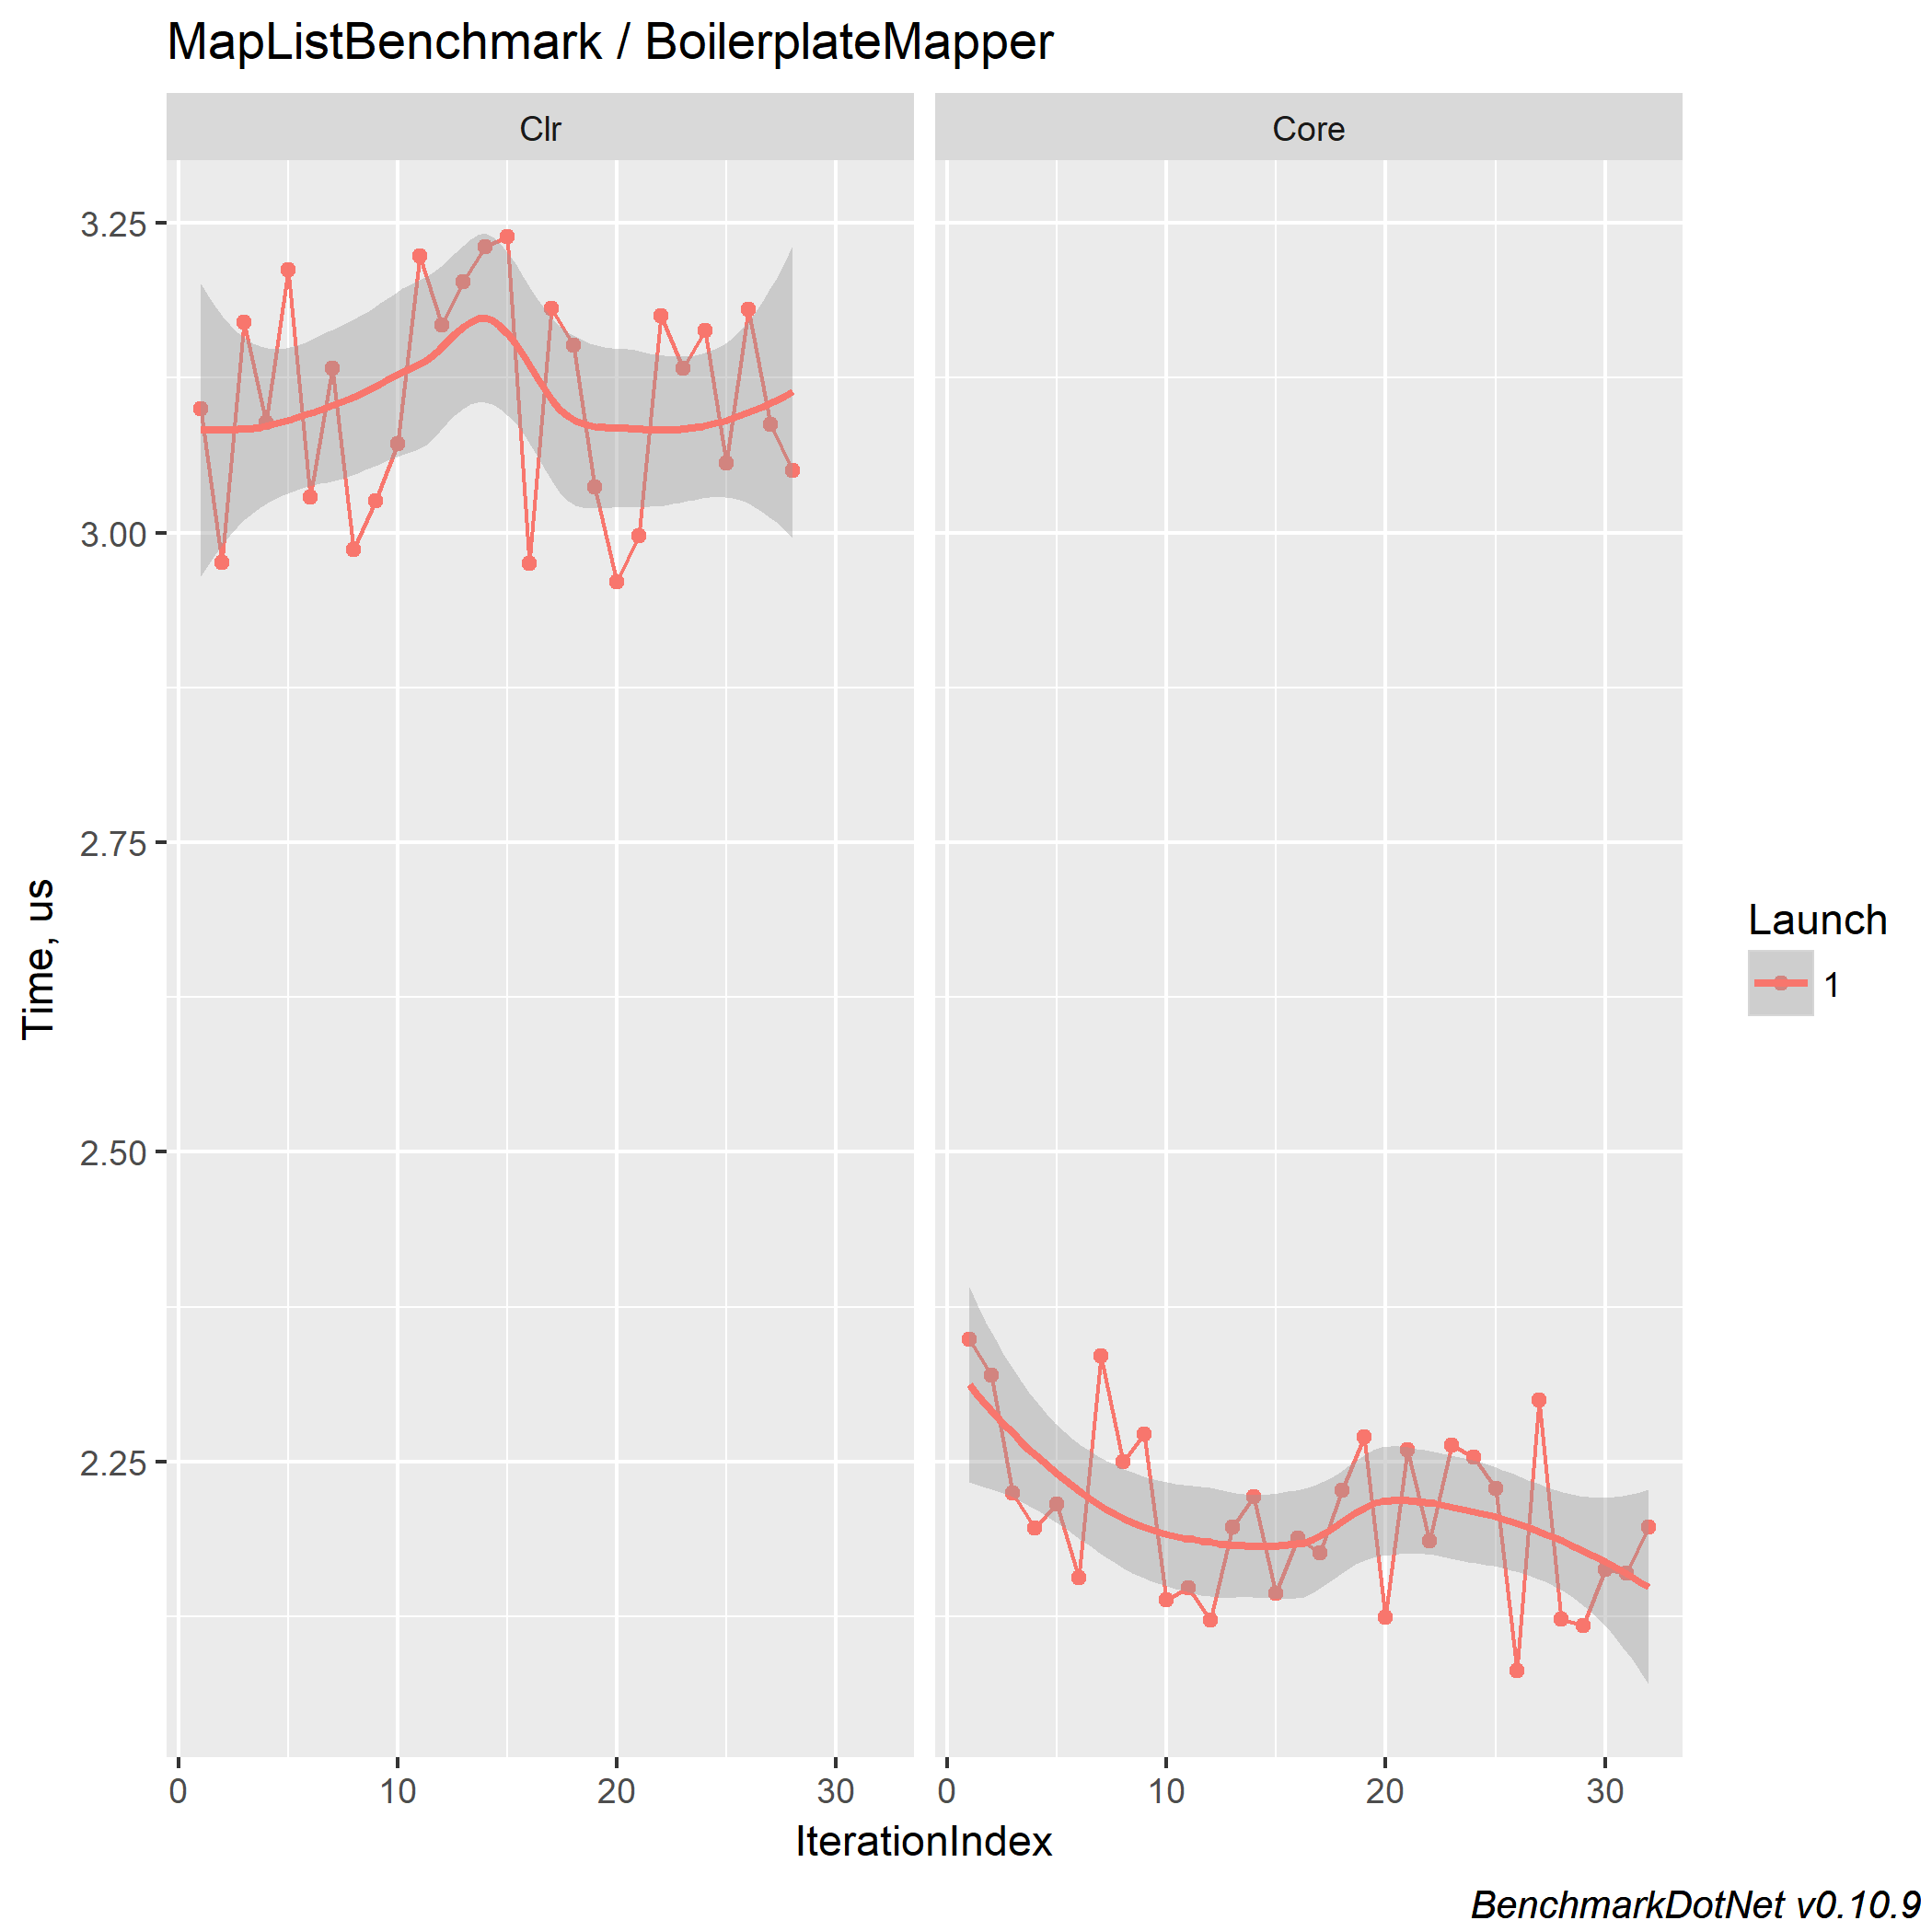 MapListBenchmark / BoilerplateMapper
Clr
Core
3.25
3.00
2.75
2.50
2.25
Time, us
0
10
20
30
0
10
20
30
IterationIndex
Launch
1
BenchmarkDotNet v0.10.9